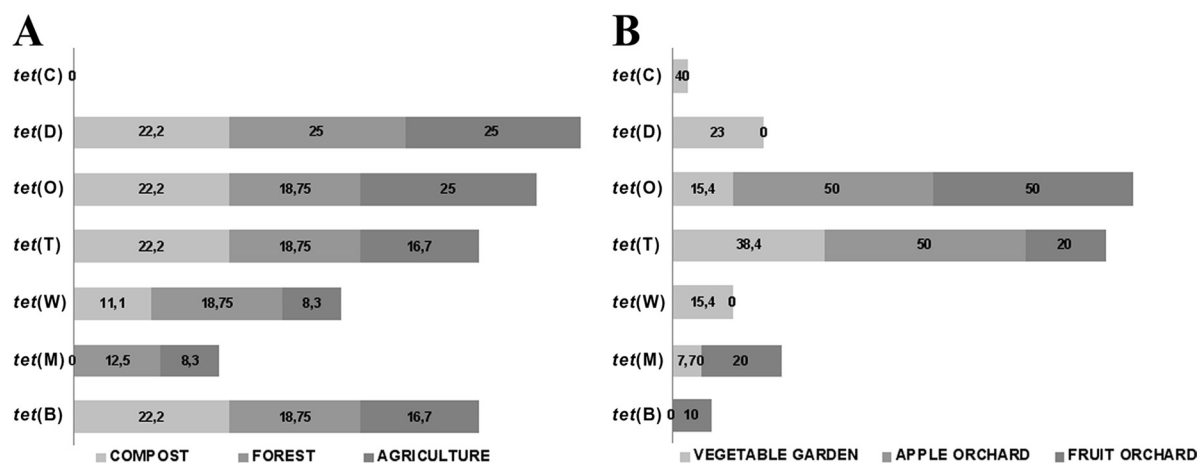 A
tet(C) 0
tet(D) 22,2 25 25
tet(O) 22,2 18,75 25
tet(T) 22,2 18,75 16,7
tet(W) 11,1 18,75 8,3
tet(M) 0 12,5 8,3
tet(B) 22,2 18,75 16,7
COMPOST FOREST AGRICULTURE
B
tet(C) 40
tet(D) 23 0
tet(O) 15,4 50 50
tet(T) 38,4 50 20
tet(W) 15,4 0
tet(M) 7,70 20
tet(B) 0 10
VEGETABLE GARDEN APPLE ORCHARD FRUIT ORCHARD